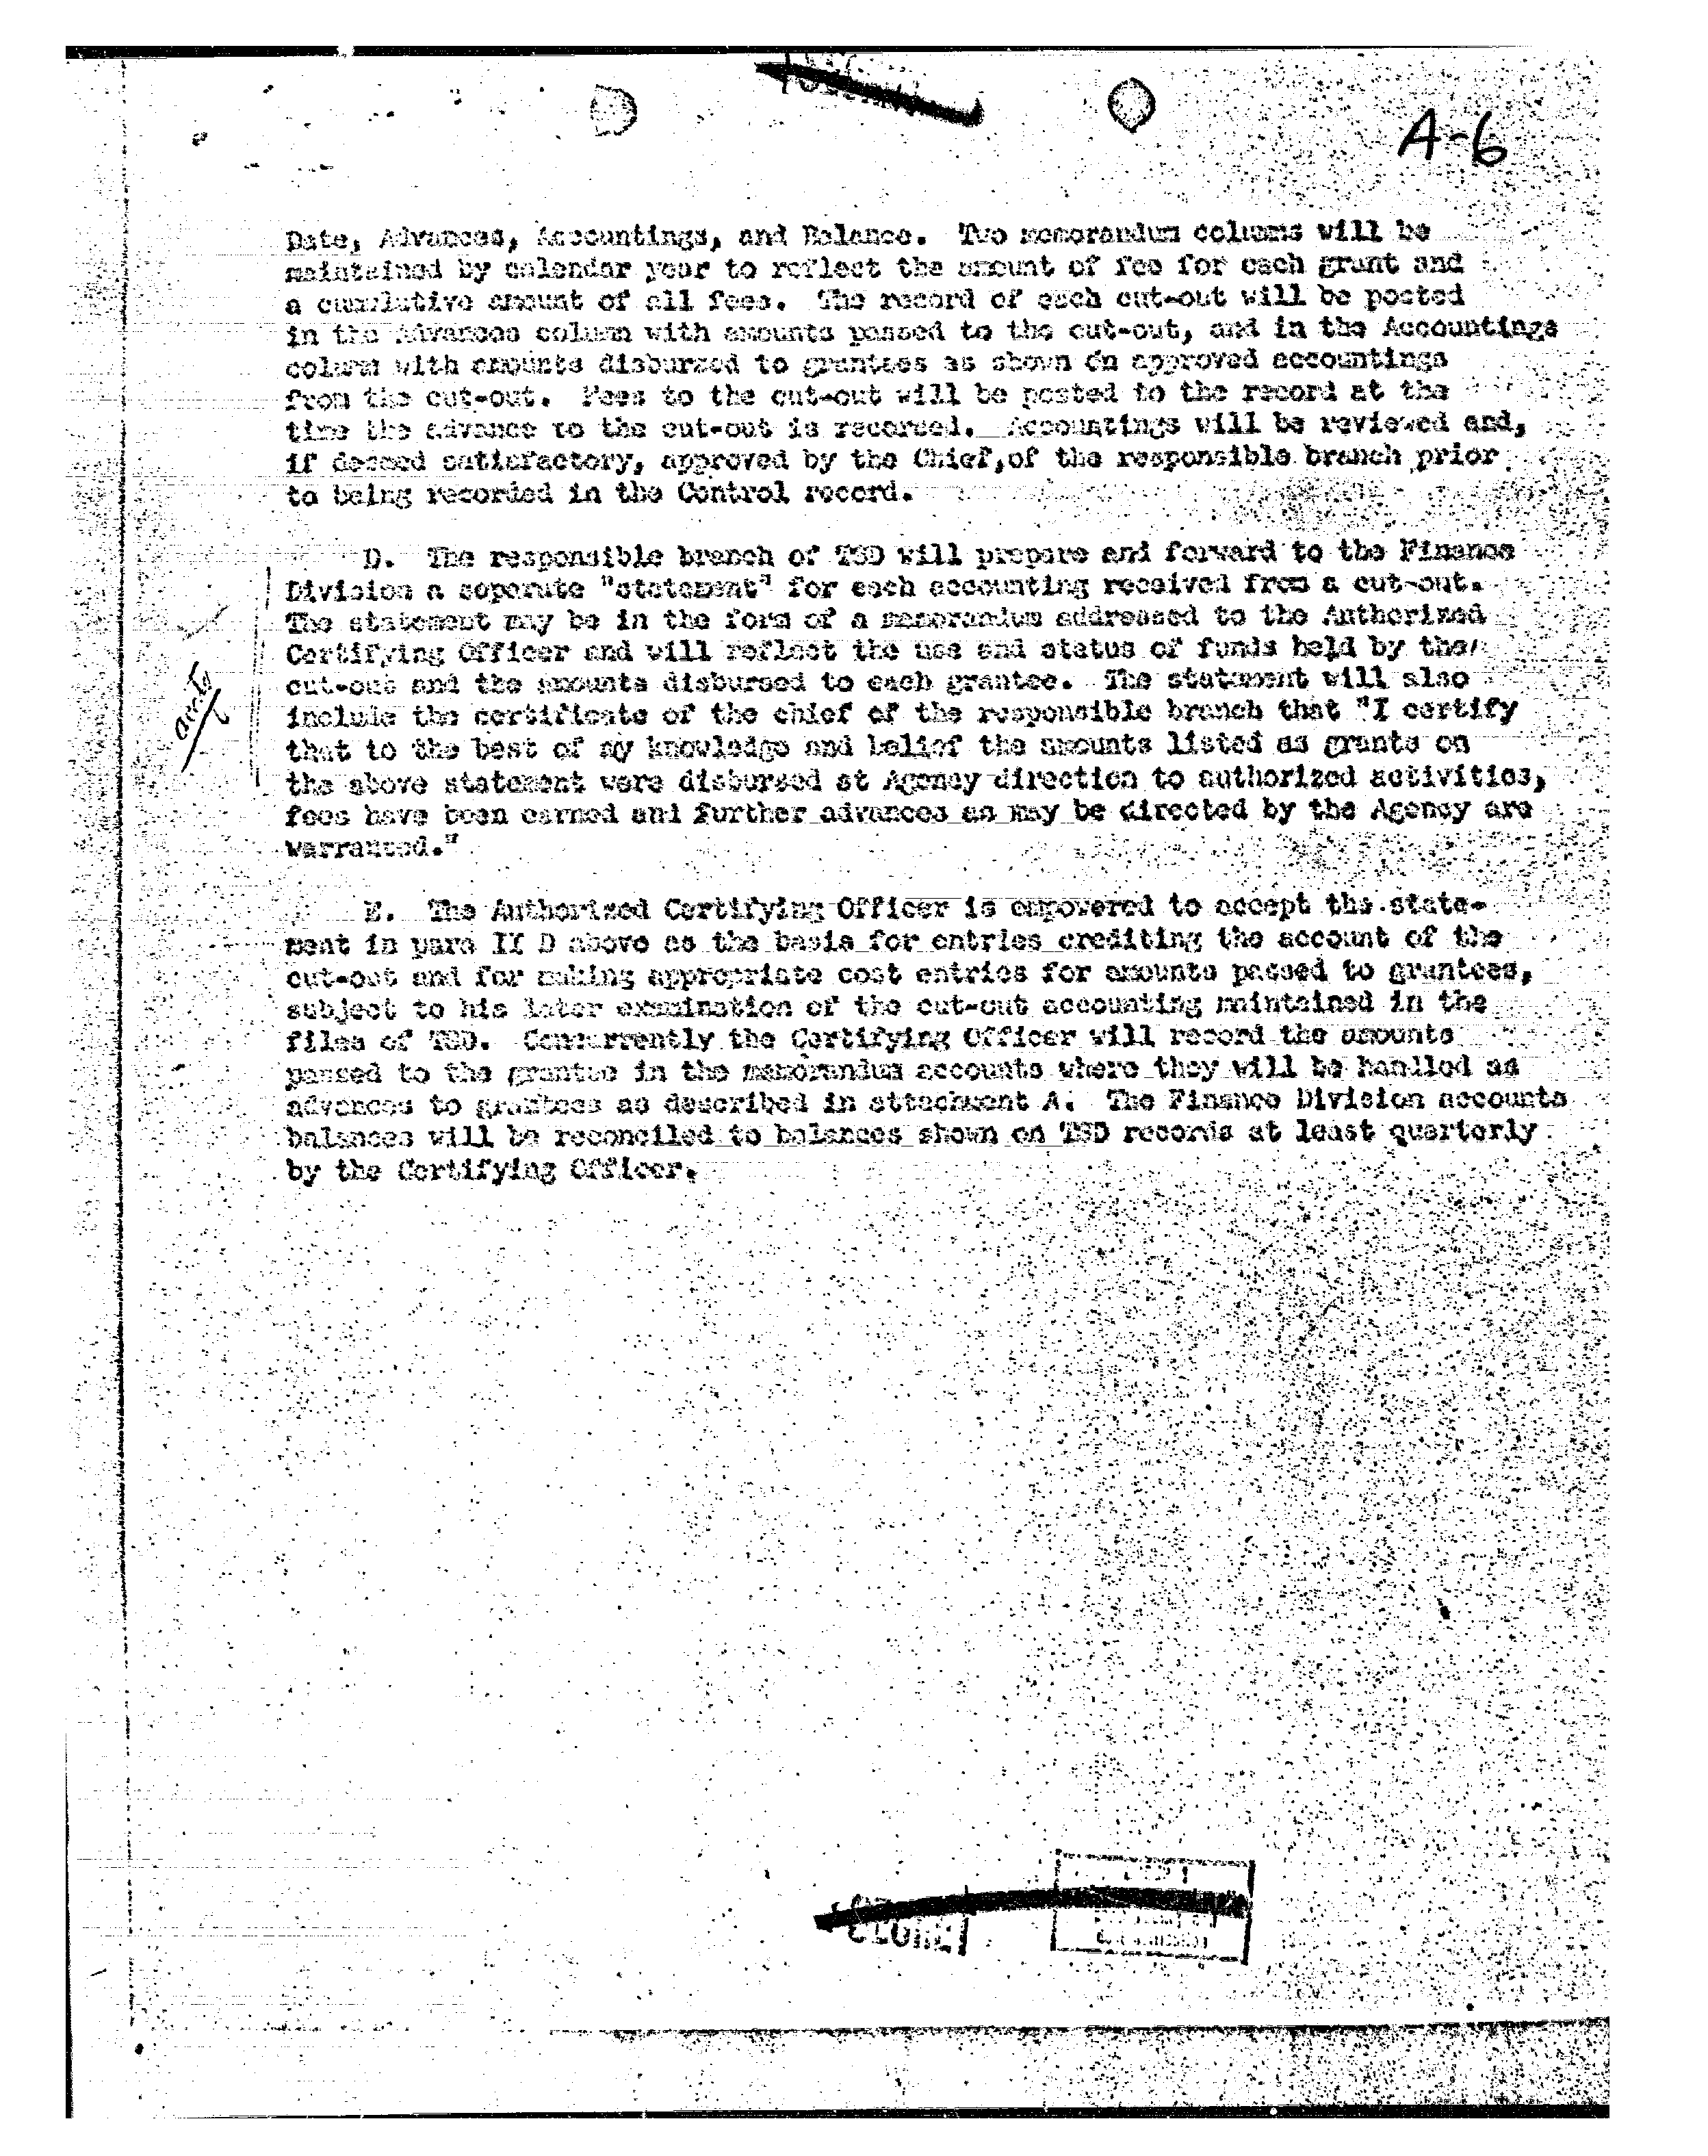 A-6
Date, Advances, Accountings, and Balance. Two memorandum columns will be
maintained by calendar year to reflect the amount of fee for each grant and
a cumulative amount of all fees. The record of each cut-out will be posted
in the Advances column with amounts passed to the cut-out, and in the Accountings
column with amounts disbursed to grantees as shown on approved accountings
from the cut-out. Fees to the cut-out will be posted to the record at the
time the advance to the cut-out is recorded. Accountings will be reviewed and,
if deemed satisfactory, approved by the Chief, of the responsible branch prior
to being recorded in the Control record.
D. The responsible branch of TSD will prepare and forward to the Finance
Division a separate "statement" for each accounting received from a cut-out.
The statement may be in the form of a memorandum addressed to the Authorized
Certifying Officer and will reflect the use and status of funds held by the
cut-out and the amounts disbursed to each grantee. The statement will also
include the certificate of the chief of the responsible branch that "I certify
that to the best of my knowledge and belief the amounts listed as grants on
the above statement were disbursed at Agency direction to authorized activities,
fees have been earned and further advances as may be directed by the Agency are
warranted."
E. The Authorized Certifying Officer is empowered to accept the state-
ment in para II D above as the basis for entries crediting the account of the
cut-out and for making appropriate cost entries for amounts passed to grantees,
subject to his later examination of the cut-out accounting maintained in the
files of TSD. Concurrently the Certifying Officer will record the amounts
passed to the grantee in the memorandum accounts where they will be handled as
advances to grantees as described in attachment A. The Finance Division accounts
balances will be reconciled to balances shown on TSD records at least quarterly
by the Certifying Officer.